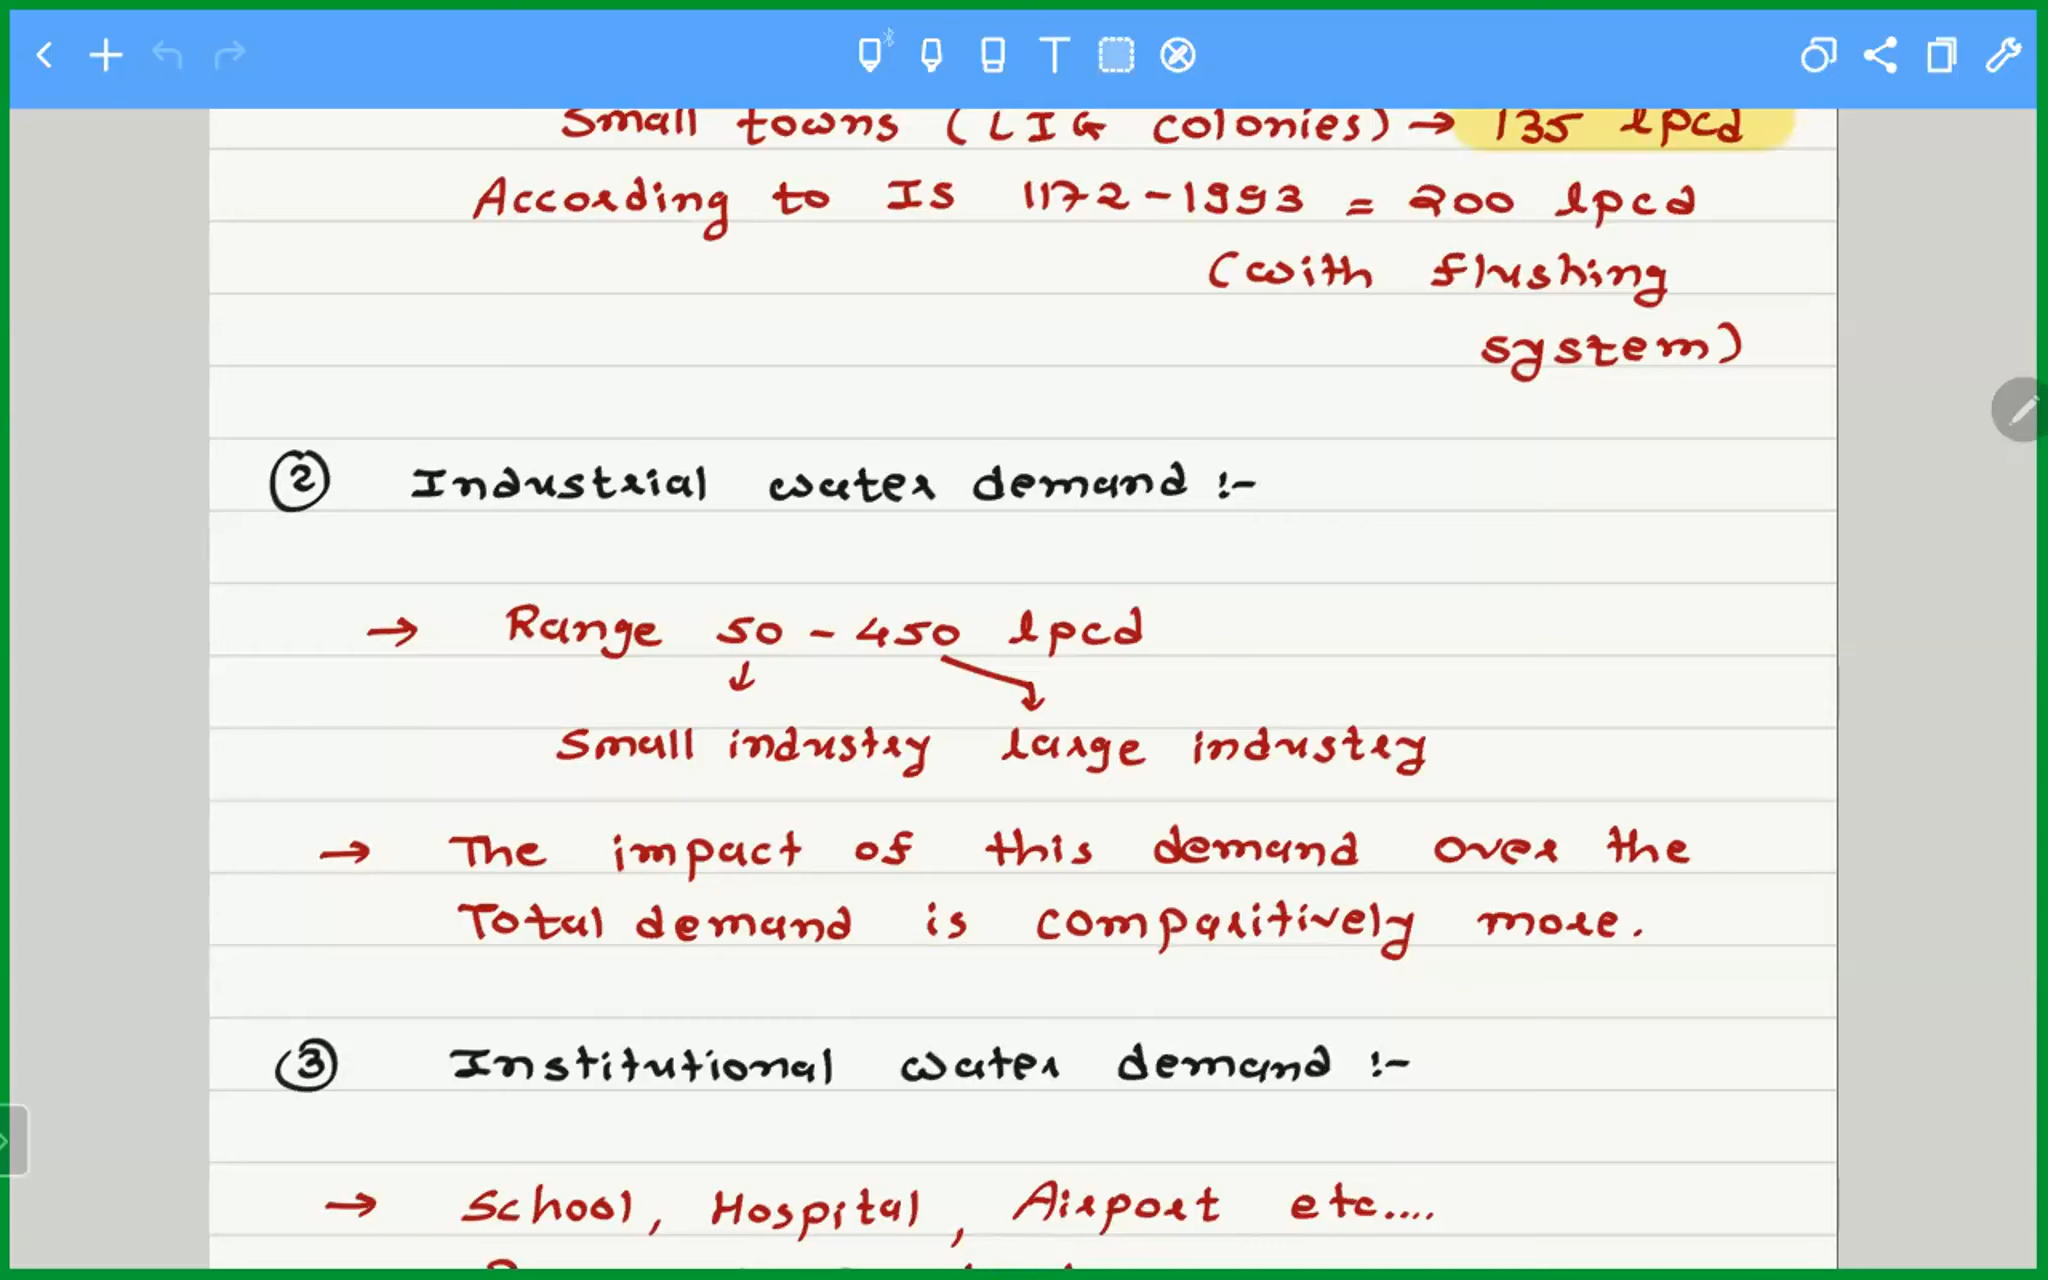 Small towns (LIG colonies) → 135 lpcd
According to IS 1172-1993 = 200 lpcd
(with flushing
system)
② Industrial water demand :-
→ Range 50 - 450 lpcd
↓
Small industry large industry
→ The impact of this demand over the
Total demand is comparitively more.
③ Institutional water demand :-
→ School, Hospital, Airport etc....